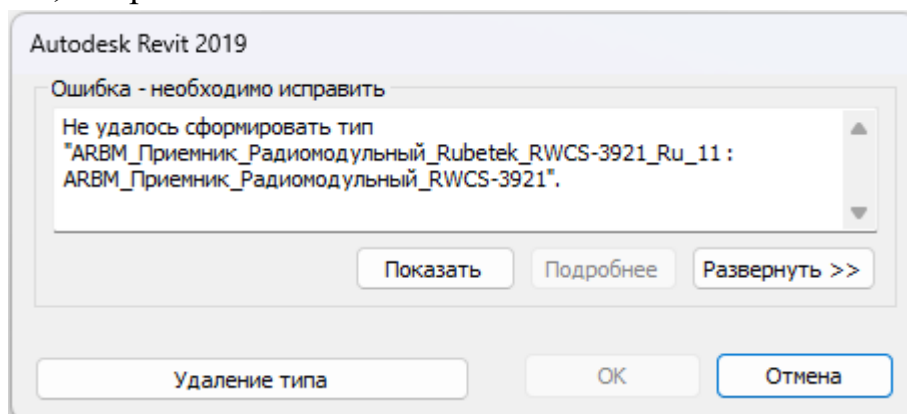 Autodesk Revit 2019
Ошибка - необходимо исправить
Не удалось сформировать тип
"ARBM_Приемник_Радиомодульный_Rubetek_RWCS-3921_Ru_11 :
ARBM_Приемник_Радиомодульный_RWCS-3921".
Показать Подробнее Развернуть >>
Удаление типа OK Отмена